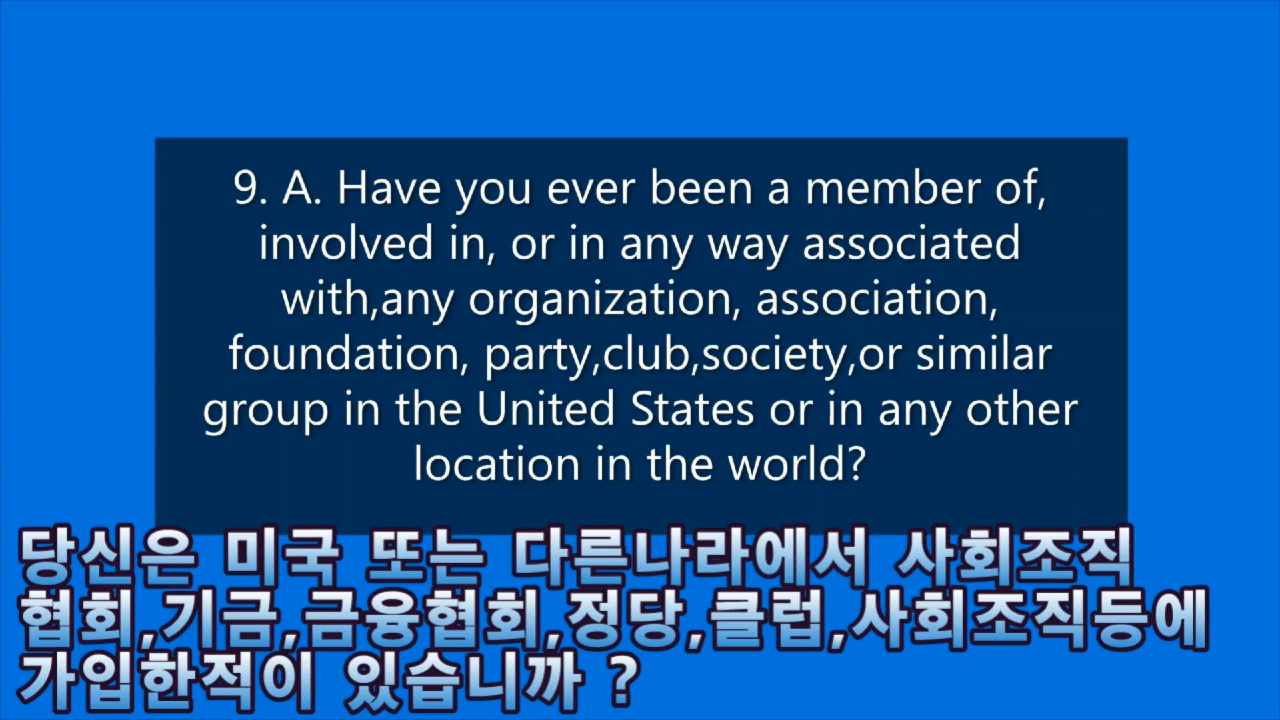 9. A. Have you ever been a member of,
involved in, or in any way associated
with,any organization, association,
foundation, party,club,society,or similar
group in the United States or in any other
location in the world?
당신은 미국 또는 다른나라에서 사회조직
협회,기금,금융협회,정당,클럽,사회조직등에
가입한적이 있습니까 ?